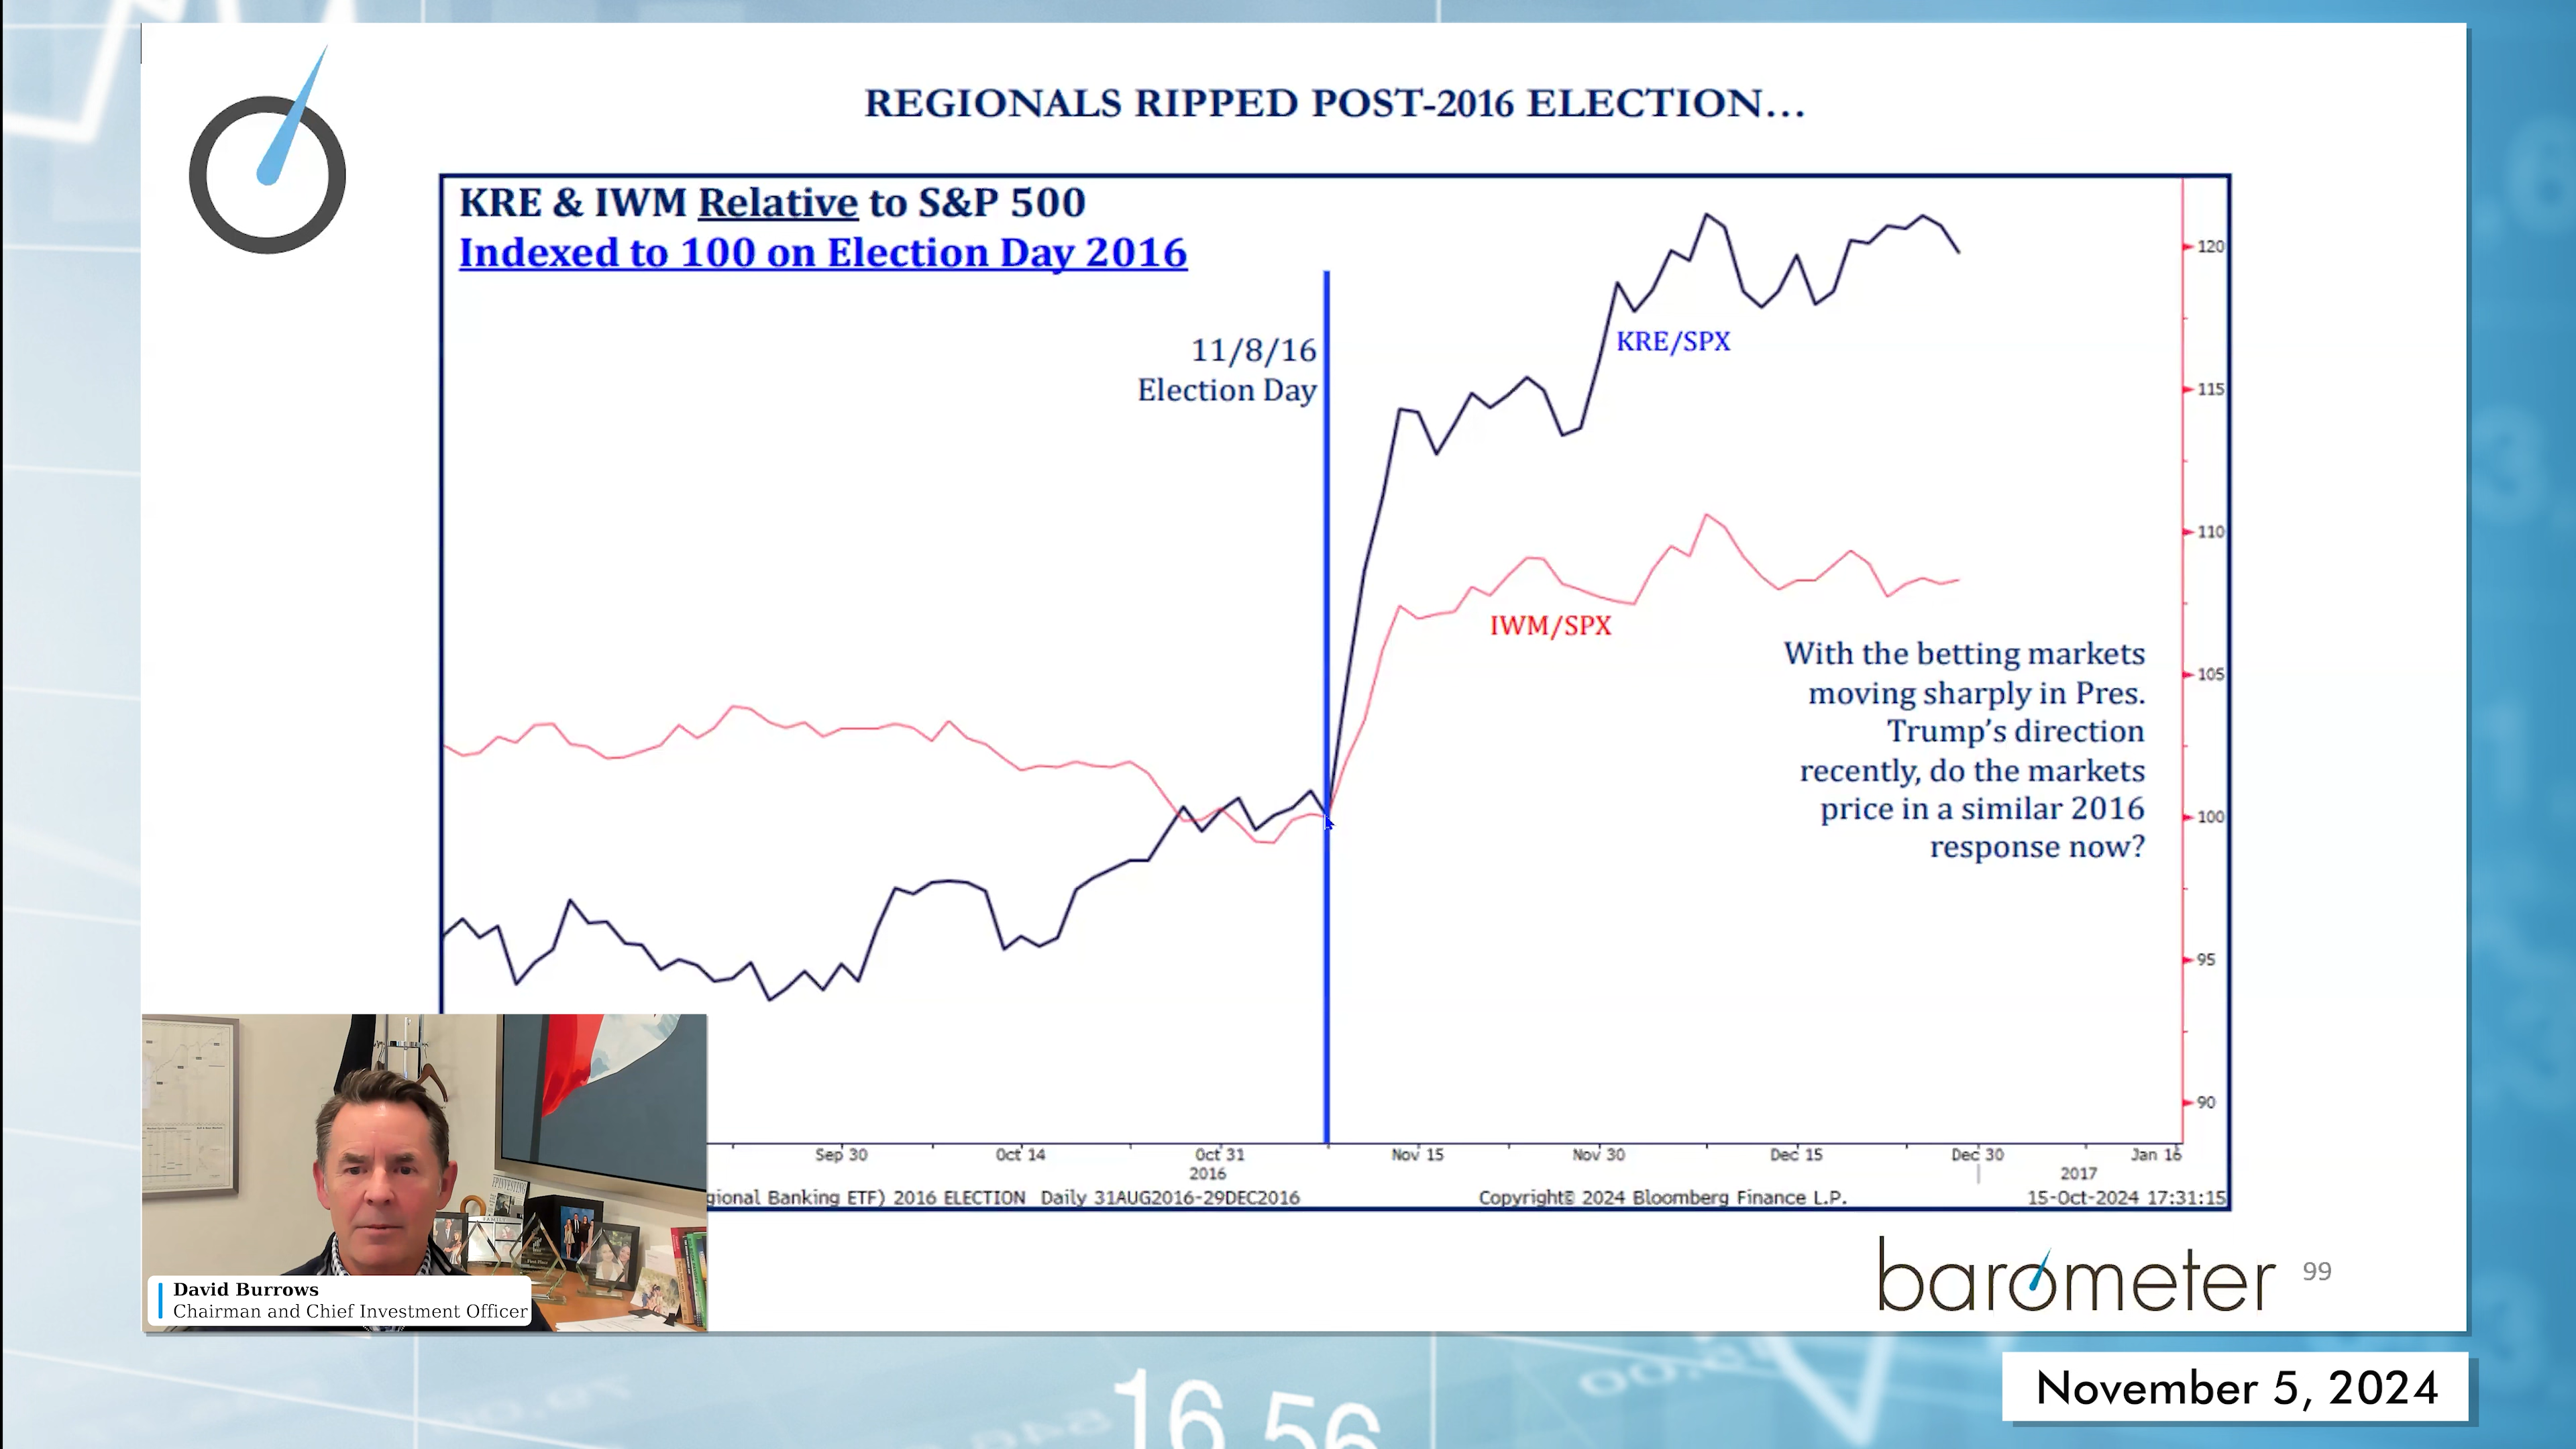 REGIONALS RIPPED POST-2016 ELECTION...
KRE & IWM Relative to S&P 500
Indexed to 100 on Election Day 2016
11/8/16
Election Day
KRE/SPX
IWM/SPX
With the betting markets
moving sharply in Pres.
Trump's direction
recently, do the markets
price in a similar 2016
response now?
120
115
110
105
100
95
90
Sep 30
Oct 14
Oct 31
Nov 15
Nov 30
Dec 15
Dec 30
Jan 16
2016
2017
gional Banking ETF) 2016 ELECTION Daily 31AUG2016-29DEC2016
Copyright© 2024 Bloomberg Finance L.P.
15-Oct-2024 17:31:15
David Burrows
Chairman and Chief Investment Officer
barometer
99
November 5, 2024
16.56